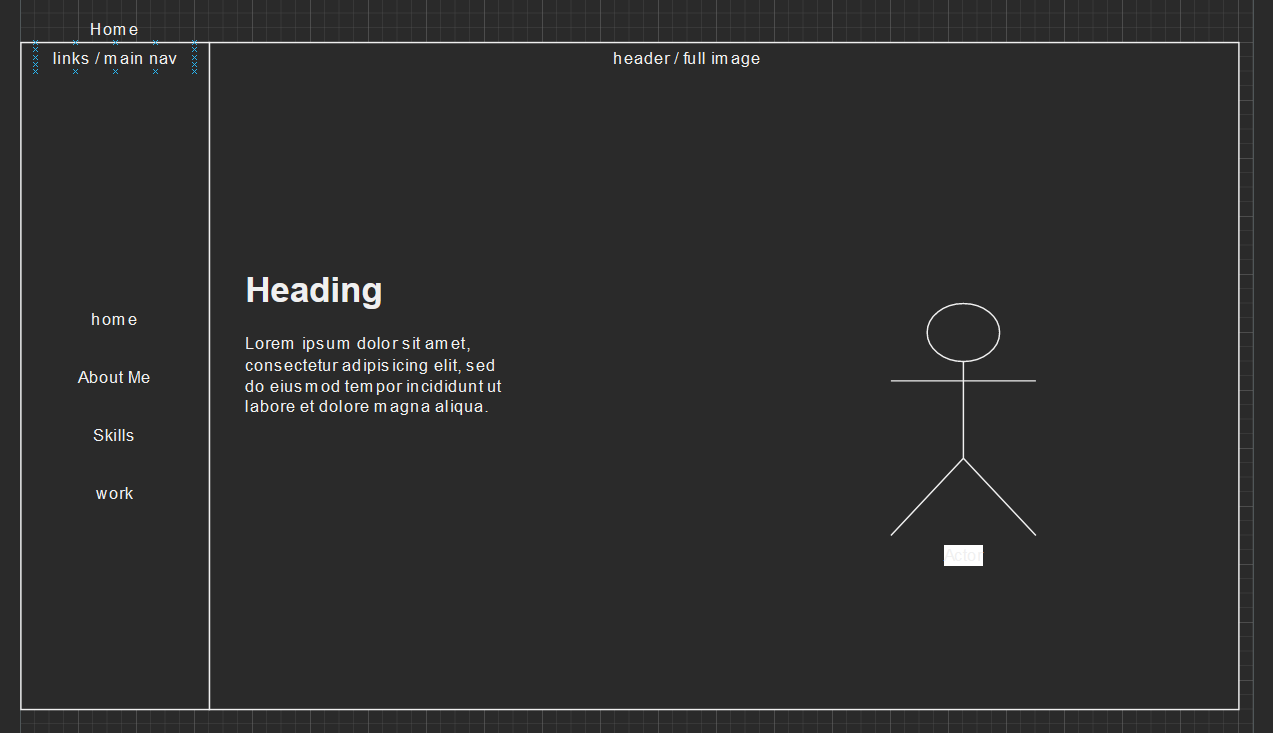 Home
links / main nav
header / full image
home
About Me
Skills
work
Heading
Lorem ipsum dolor sit amet,
consectetur adipisicing elit, sed
do eiusmod tempor incididunt ut
labore et dolore magna aliqua.
Actor